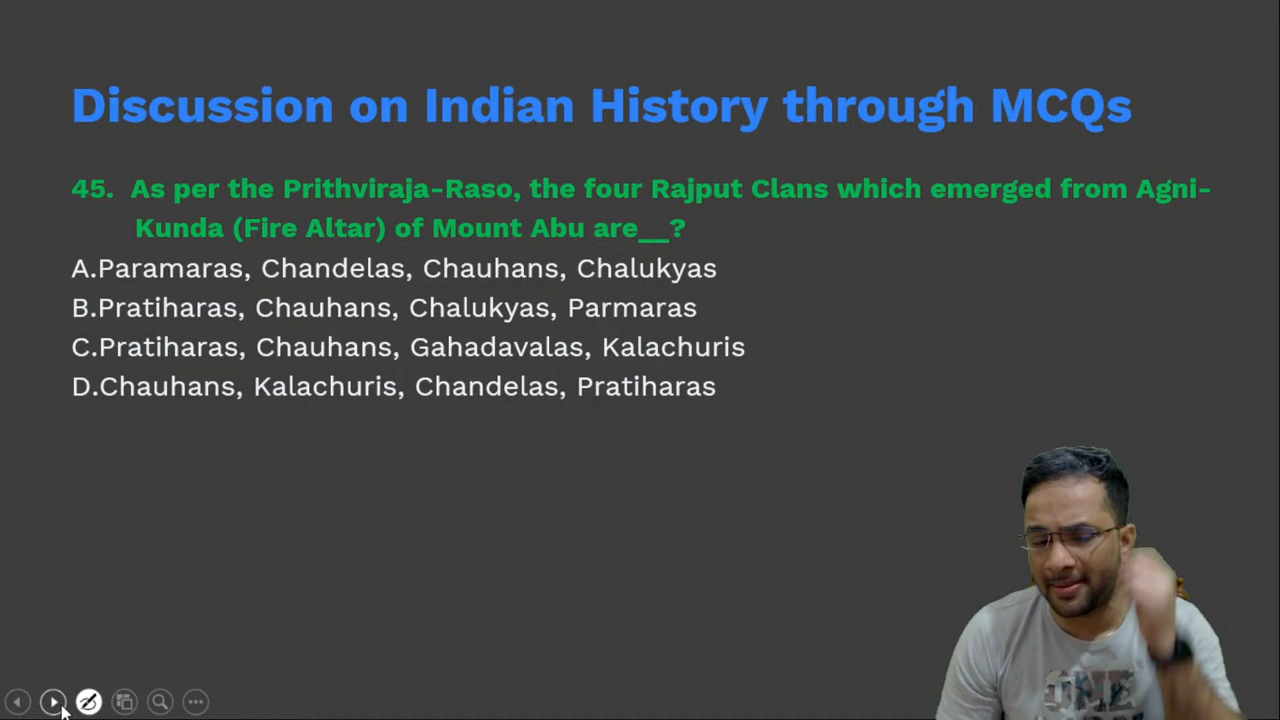 Discussion on Indian History through MCQs
45. As per the Prithviraja-Raso, the four Rajput Clans which emerged from Agni-
Kunda (Fire Altar) of Mount Abu are__?
A.Paramaras, Chandelas, Chauhans, Chalukyas
B.Pratiharas, Chauhans, Chalukyas, Parmaras
C.Pratiharas, Chauhans, Gahadavalas, Kalachuris
D.Chauhans, Kalachuris, Chandelas, Pratiharas
ONE